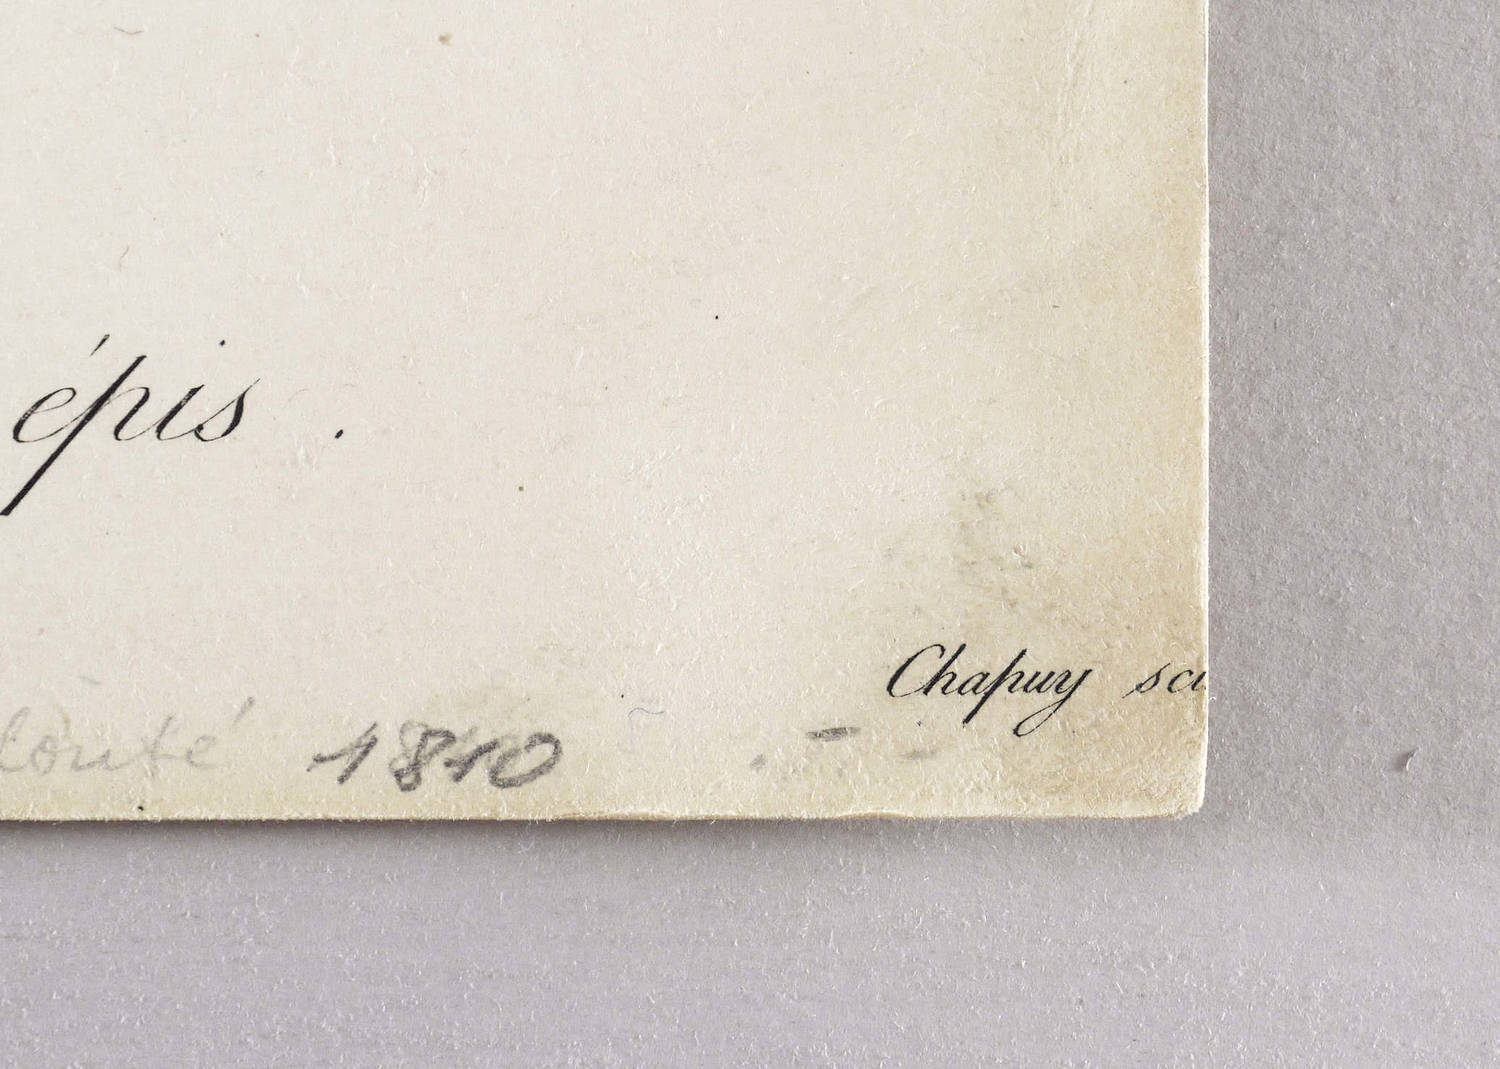 épis .
Chapuy sc
1810